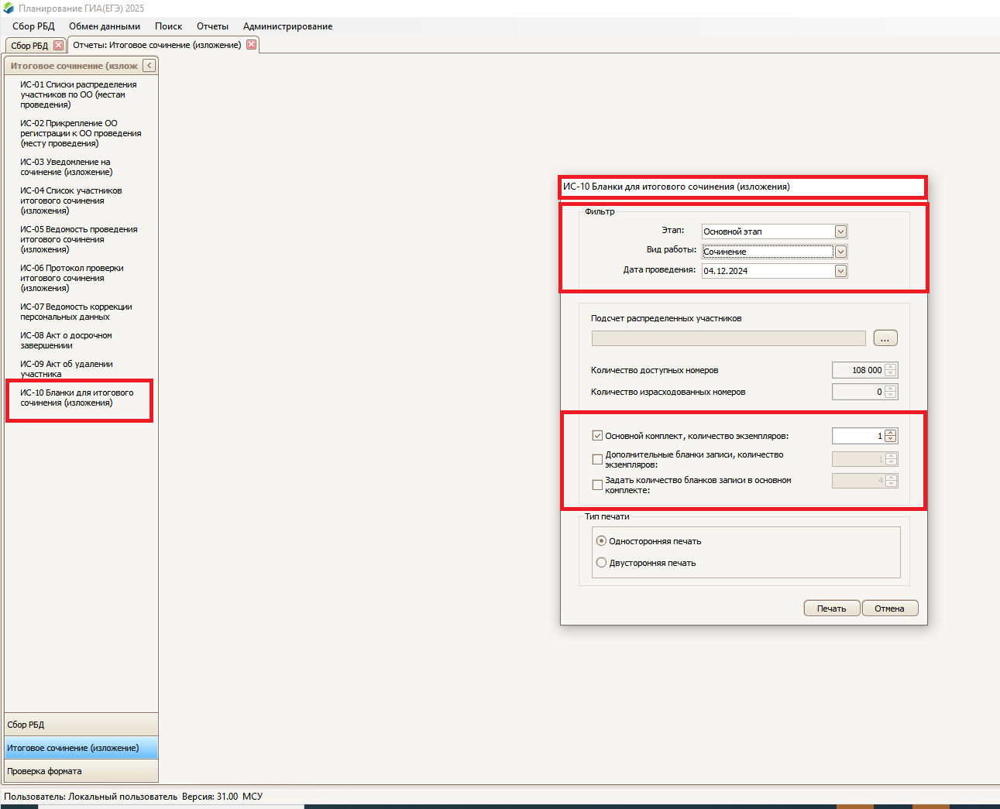 Планирование ГИА(ЕГЭ) 2025
Сбор РБД Обмен данными Поиск Отчеты Администрирование
Сбор РБД Отчеты: Итоговое сочинение (изложение)
Итоговое сочинение (излож
ИС-01 Списки распределения
участников по ОО (местам
проведения)
ИС-02 Прикрепление ОО
регистрации к ОО проведения
(месту проведения)
ИС-03 Уведомление на
сочинение (изложение)
ИС-04 Список участников
итогового сочинения
(изложения)
ИС-05 Ведомость проведения
итогового сочинения
(изложения)
ИС-06 Протокол проверки
итогового сочинения
(изложения)
ИС-07 Ведомость коррекции
персональных данных
ИС-08 Акт о досрочном
завершениии
ИС-09 Акт об удалении
участника
ИС-10 Бланки для итогового
сочинения (изложения)
Сбор РБД
Итоговое сочинение (изложение)
Проверка формата
ИС-10 Бланки для итогового сочинения (изложения)
Фильтр
Этап: Основной этап
Вид работы: Сочинение
Дата проведения: 04.12.2024
Подсчет распределенных участников
...
Количество доступных номеров 108 000
Количество израсходованных номеров 0
Основной комплект, количество экземпляров: 1
Дополнительные бланки записи, количество
экземпляров: 1
Задать количество бланков записи в основном
комплекте: 4
Тип печати
Односторонняя печать
Двусторонняя печать
Печать Отмена
Пользователь: Локальный пользователь Версия: 31.00 МСУ